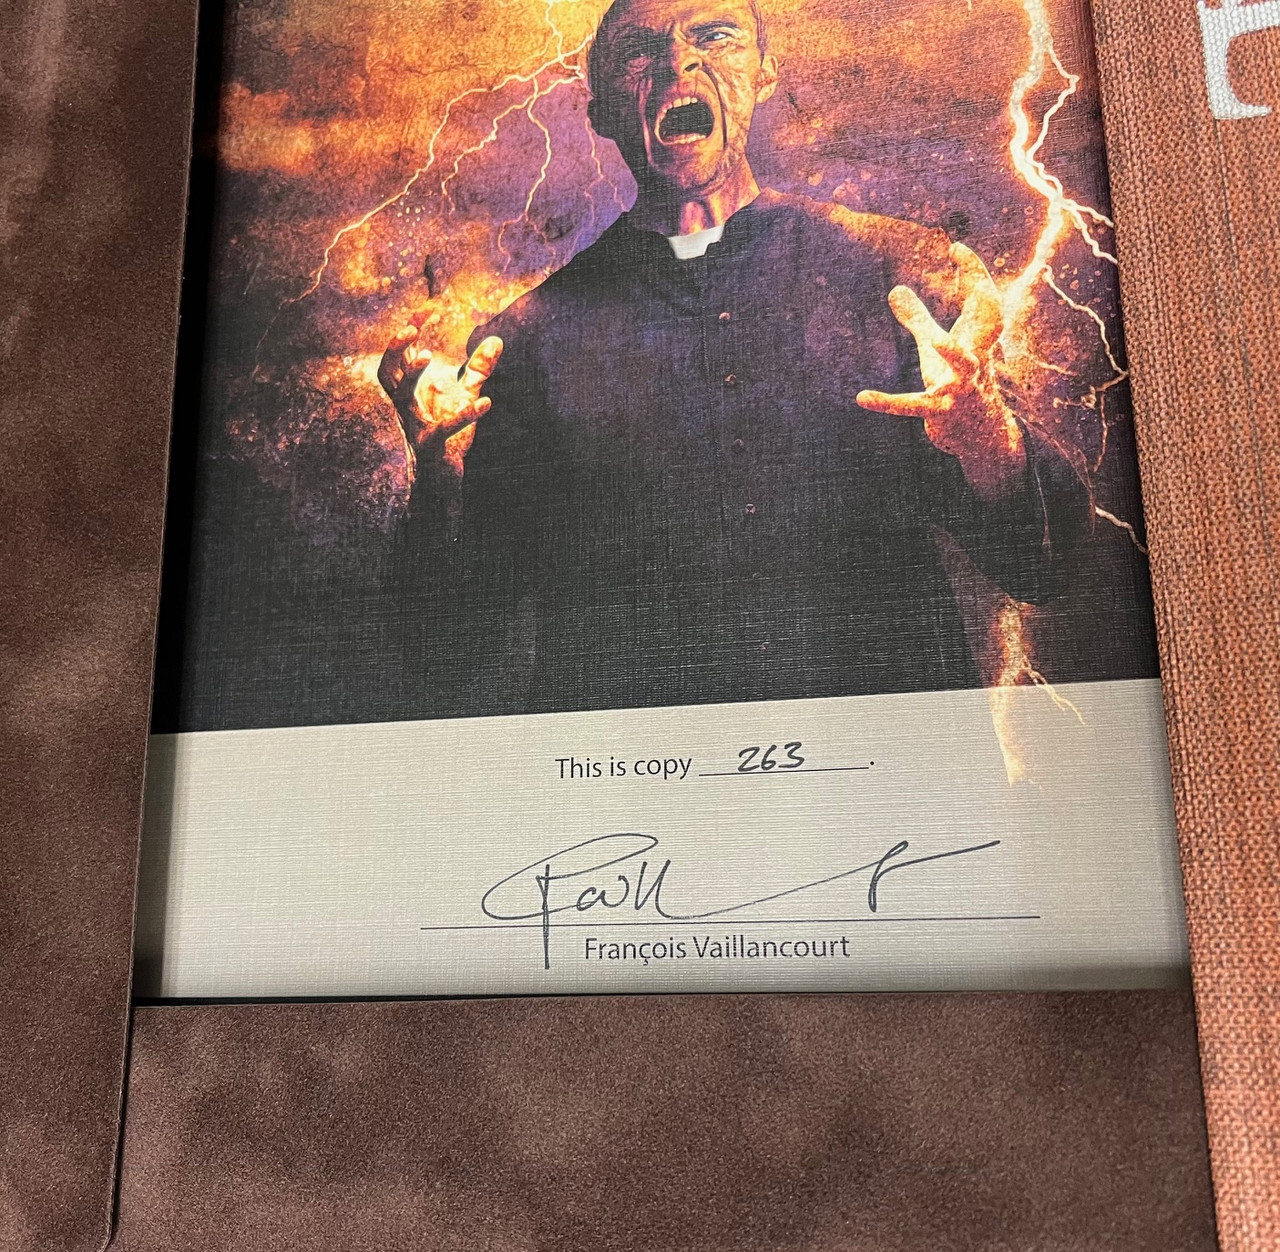 This is copy 263.
François Vaillancourt